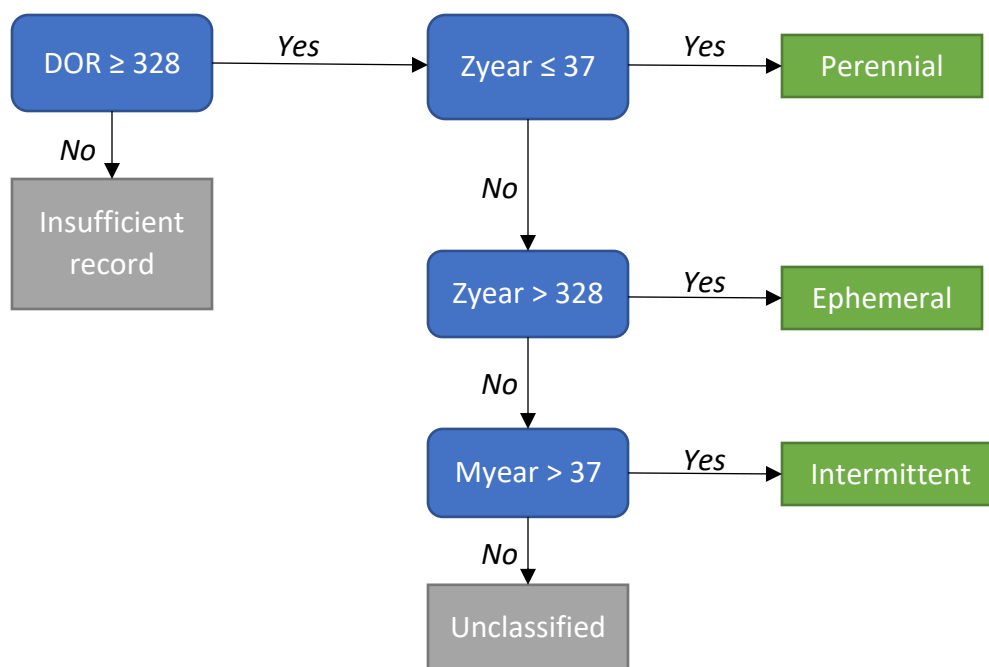 DOR ≥ 328
Yes
Zyear ≤ 37
Yes
Perennial
No
Insufficient
record
No
Zyear > 328
Yes
Ephemeral
No
Myear > 37
Yes
Intermittent
No
Unclassified